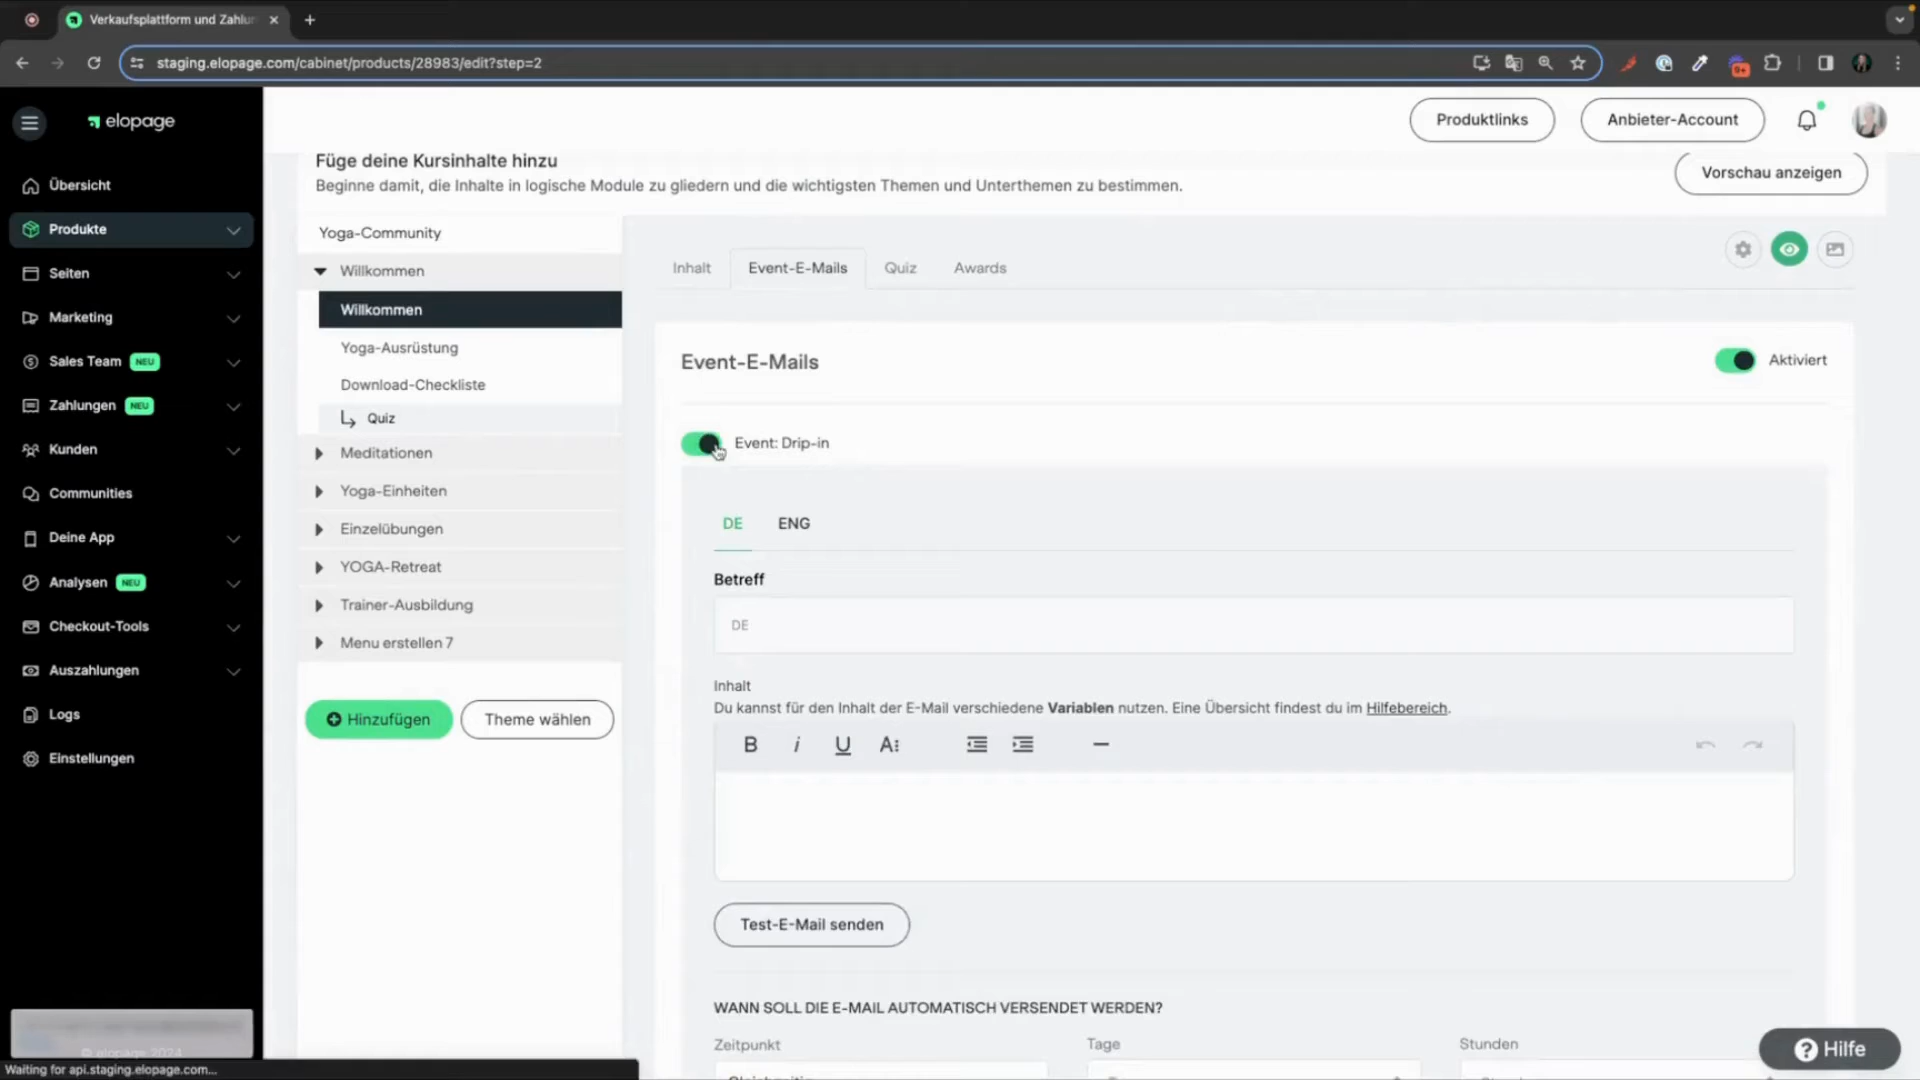 Verkaufsplattform und Zahlun
staging.elopage.com/cabinet/products/28983/edit?step=2
9+
elopage
Produktlinks
Anbieter-Account
Übersicht
Produkte
Seiten
Marketing
Sales Team NEU
Zahlungen NEU
Kunden
Communities
Deine App
Analysen NEU
Checkout-Tools
Auszahlungen
Logs
Einstellungen
© elopage 2024
Waiting for api.staging.elopage.com...
Füge deine Kursinhalte hinzu
Beginne damit, die Inhalte in logische Module zu gliedern und die wichtigsten Themen und Unterthemen zu bestimmen.
Vorschau anzeigen
Yoga-Community
Willkommen
Willkommen
Yoga-Ausrüstung
Download-Checkliste
Quiz
Meditationen
Yoga-Einheiten
Einzelübungen
YOGA-Retreat
Trainer-Ausbildung
Menu erstellen 7
Hinzufügen
Theme wählen
Inhalt
Event-E-Mails
Quiz
Awards
Event-E-Mails
Aktiviert
Event: Drip-in
DE
ENG
Betreff
DE
Inhalt
Du kannst für den Inhalt der E-Mail verschiedene Variablen nutzen. Eine Übersicht findest du im Hilfebereich.
B i U A
Test-E-Mail senden
WANN SOLL DIE E-MAIL AUTOMATISCH VERSENDET WERDEN?
Zeitpunkt
Tage
Stunden
Hilfe